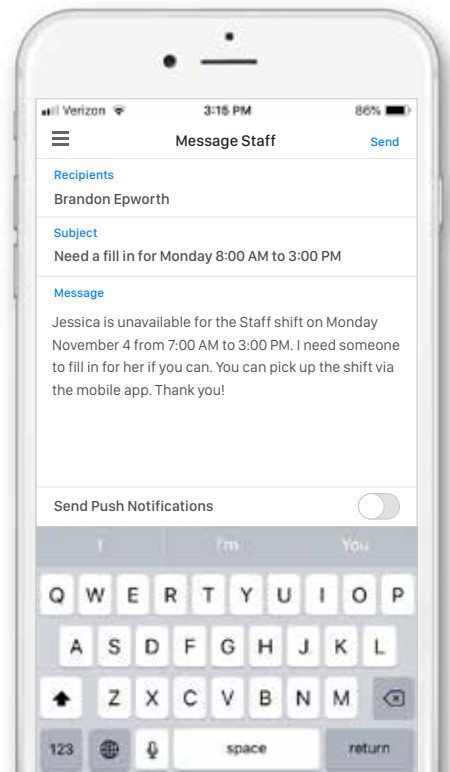 Verizon 3:15 PM 86%
Message Staff Send
Recipients
Brandon Epworth
Subject
Need a fill in for Monday 8:00 AM to 3:00 PM
Message
Jessica is unavailable for the Staff shift on Monday
November 4 from 7:00 AM to 3:00 PM. I need someone
to fill in for her if you can. You can pick up the shift via
the mobile app. Thank you!
Send Push Notifications
I I'm You
Q W E R T Y U I O P
A S D F G H J K L
Z X C V B N M
123 space return